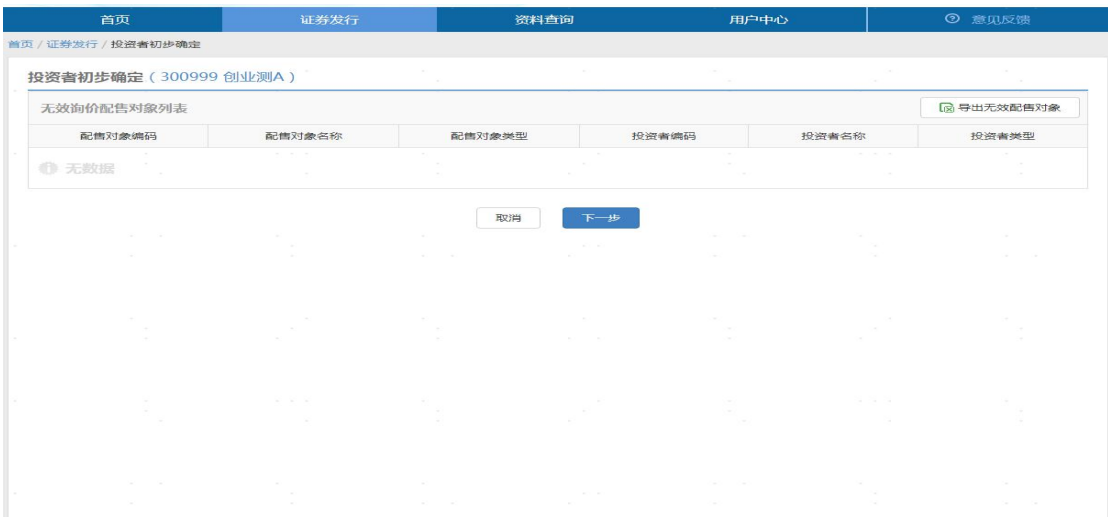 首页 证券发行 资料查询 用户中心 意见反馈
首页 / 证券发行 / 投资者初步确定
投资者初步确定（300999 创业测A）
无效询价配售对象列表 导出无效配售对象
配售对象编码 配售对象名称 配售对象类型 投资者编码 投资者名称 投资者类型
无数据
取消 下一步